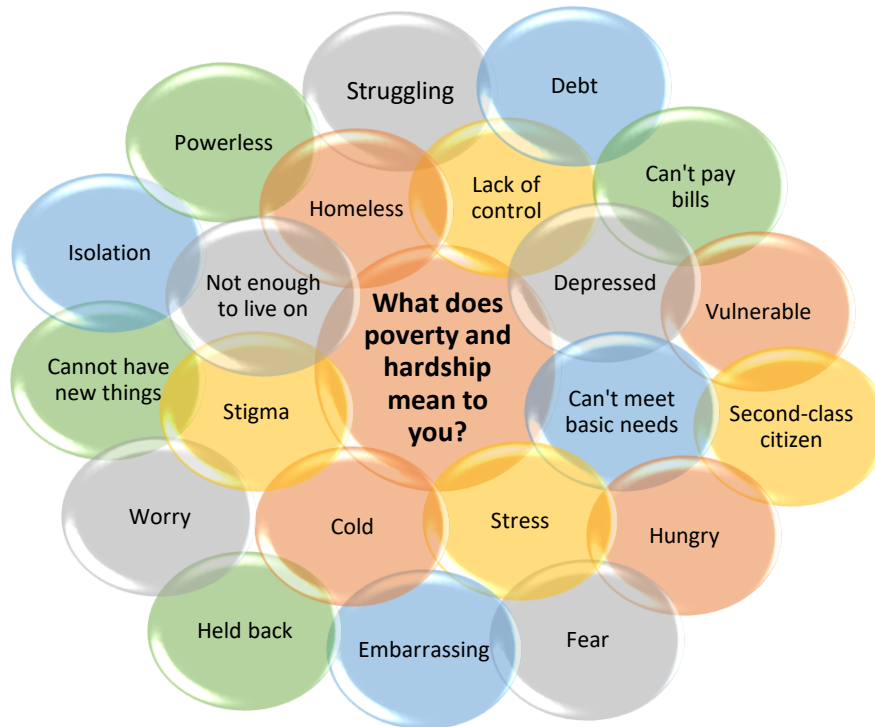 Struggling
Debt
Powerless
Homeless
Lack of
control
Can't pay
bills
Isolation
Not enough
to live on
What does
poverty and
hardship
mean to
you?
Depressed
Vulnerable
Cannot have
new things
Stigma
Can't meet
basic needs
Second-class
citizen
Worry
Cold
Stress
Hungry
Held back
Embarrassing
Fear